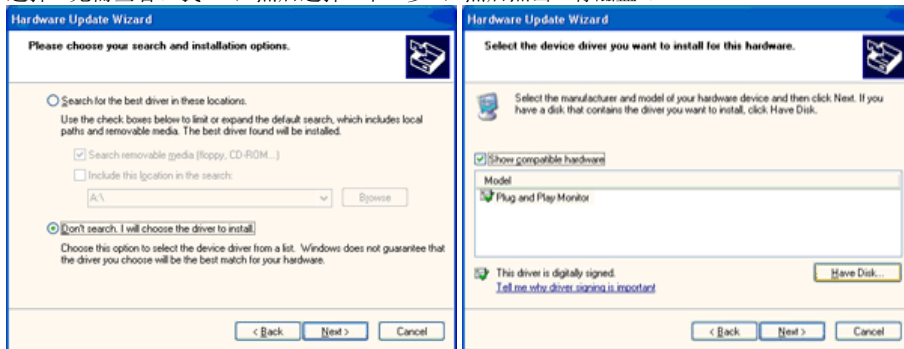 Hardware Update Wizard
Please choose your search and installation options.
Search for the best driver in these locations.
Use the check boxes below to limit or expand the default search, which includes local
paths and removable media. The best driver found will be installed.
Search removable media (floppy, CD-ROM...)
Include this location in the search:
A:\
Browse
Don't search. I will choose the driver to install.
Choose this option to select the device driver from a list. Windows does not guarantee that
the driver you choose will be the best match for your hardware.
< Back
Next >
Cancel
Hardware Update Wizard
Select the device driver you want to install for this hardware.
Select the manufacturer and model of your hardware device and then click Next. If you
have a disk that contains the driver you want to install, click Have Disk.
Show compatible hardware
Model
Plug and Play Monitor
This driver is digitally signed.
Tell me why driver signing is important
Have Disk...
< Back
Next >
Cancel